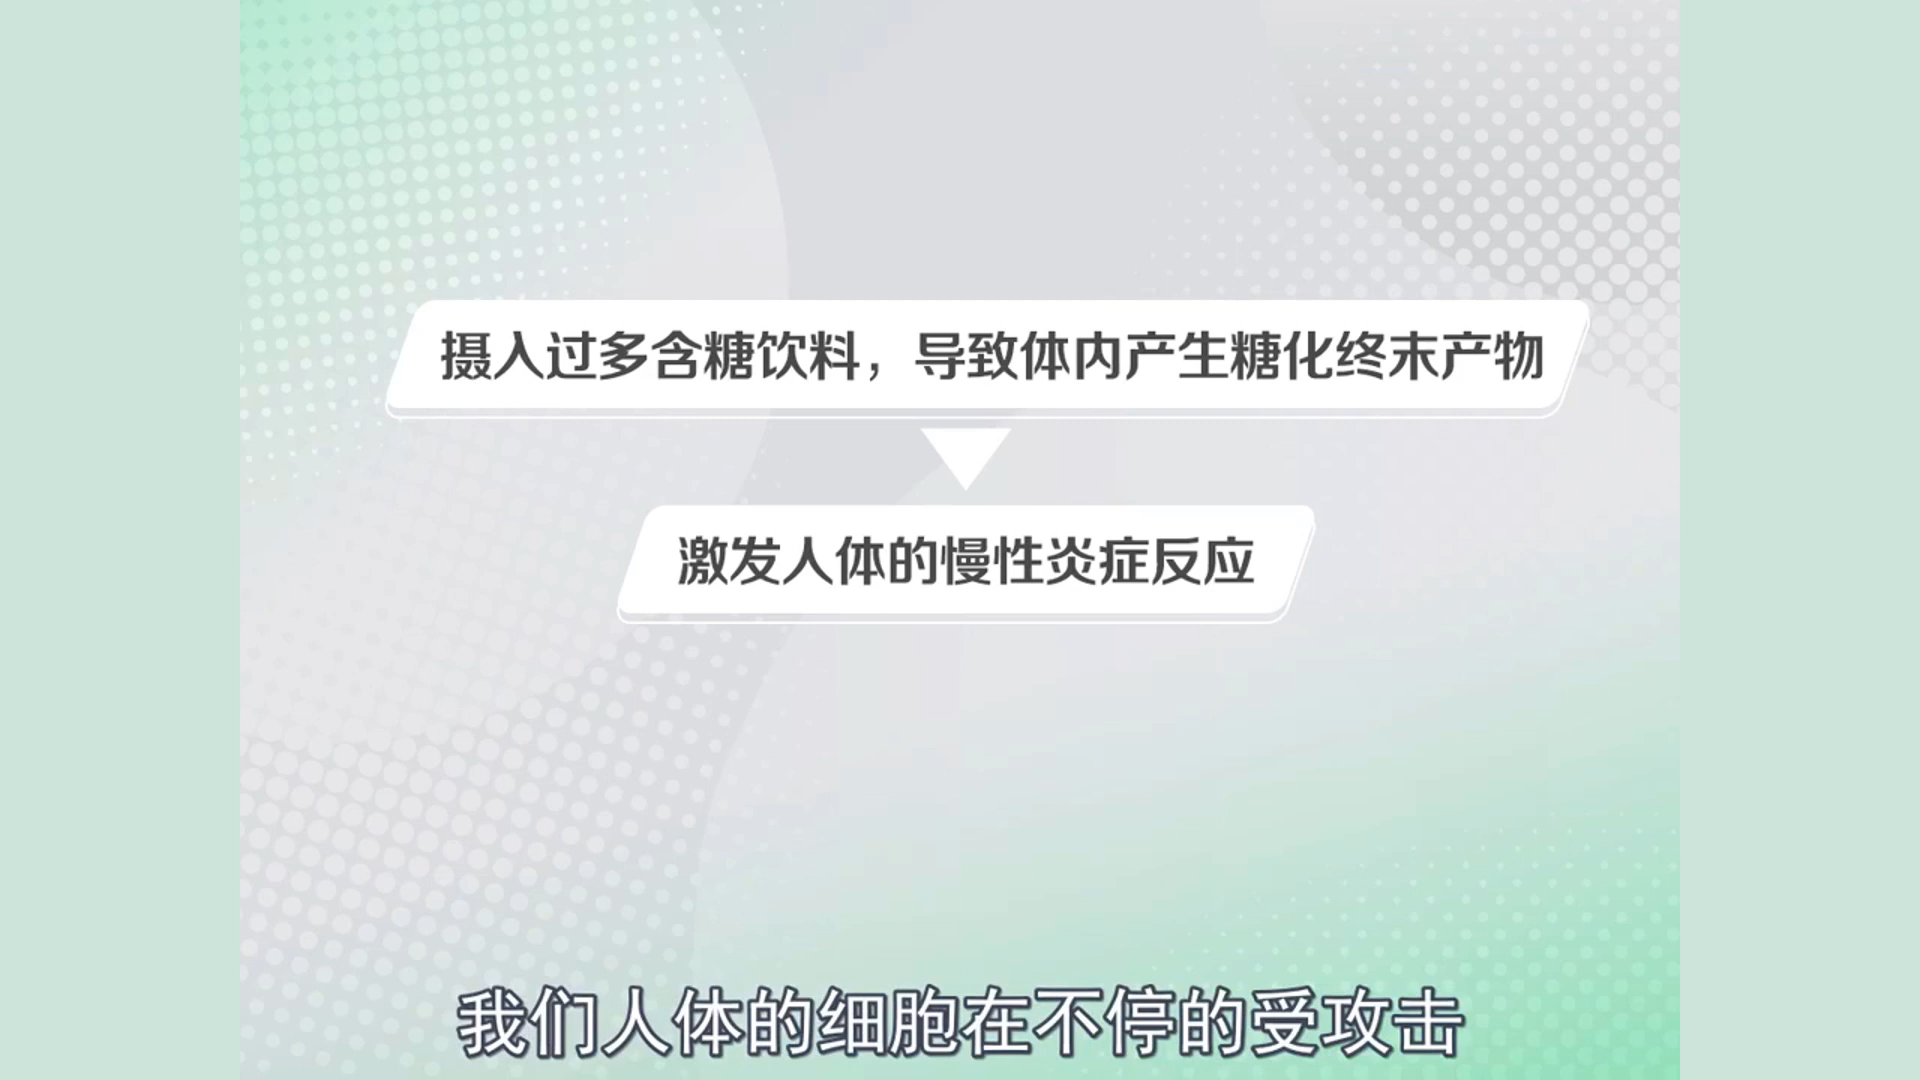 摄入过多含糖饮料，导致体内产生糖化终末产物
激发人体的慢性炎症反应
我们人体的细胞在不停的受攻击